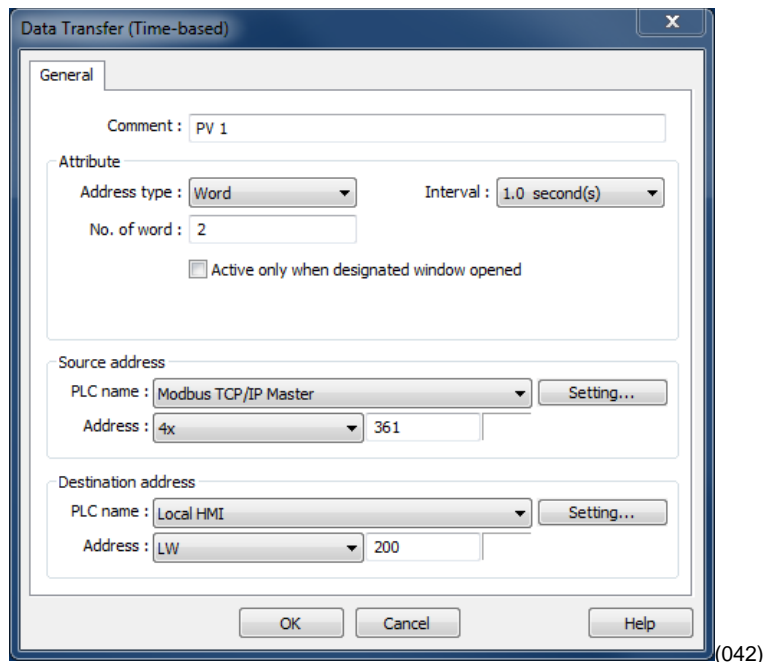 Data Transfer (Time-based)
x
General
Comment : PV 1
Attribute
Address type : Word Interval : 1.0 second(s)
No. of word : 2
Active only when designated window opened
Source address
PLC name : Modbus TCP/IP Master Setting...
Address : 4x 361
Destination address
PLC name : Local HMI Setting...
Address : LW 200
OK Cancel Help
(042)